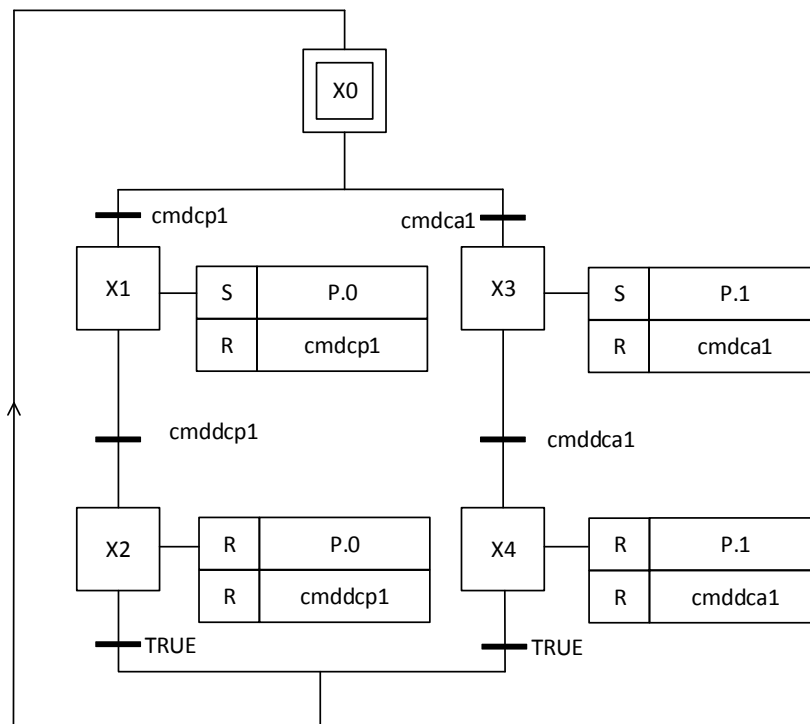 X0
cmdcp1
cmdca1
X1
S P.0
R cmdcp1
X3
S P.1
R cmdca1
cmddcp1
cmddca1
X2
R P.0
R cmddcp1
X4
R P.1
R cmddca1
TRUE
TRUE